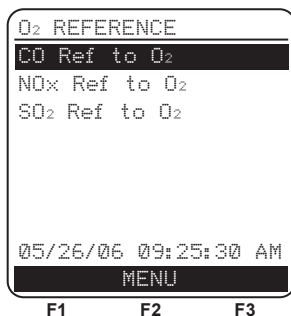 O₂ REFERENCE
CO Ref to O₂
NOx Ref to O₂
SO₂ Ref to O₂
05/26/06 09:25:30 AM
MENU
F1 F2 F3